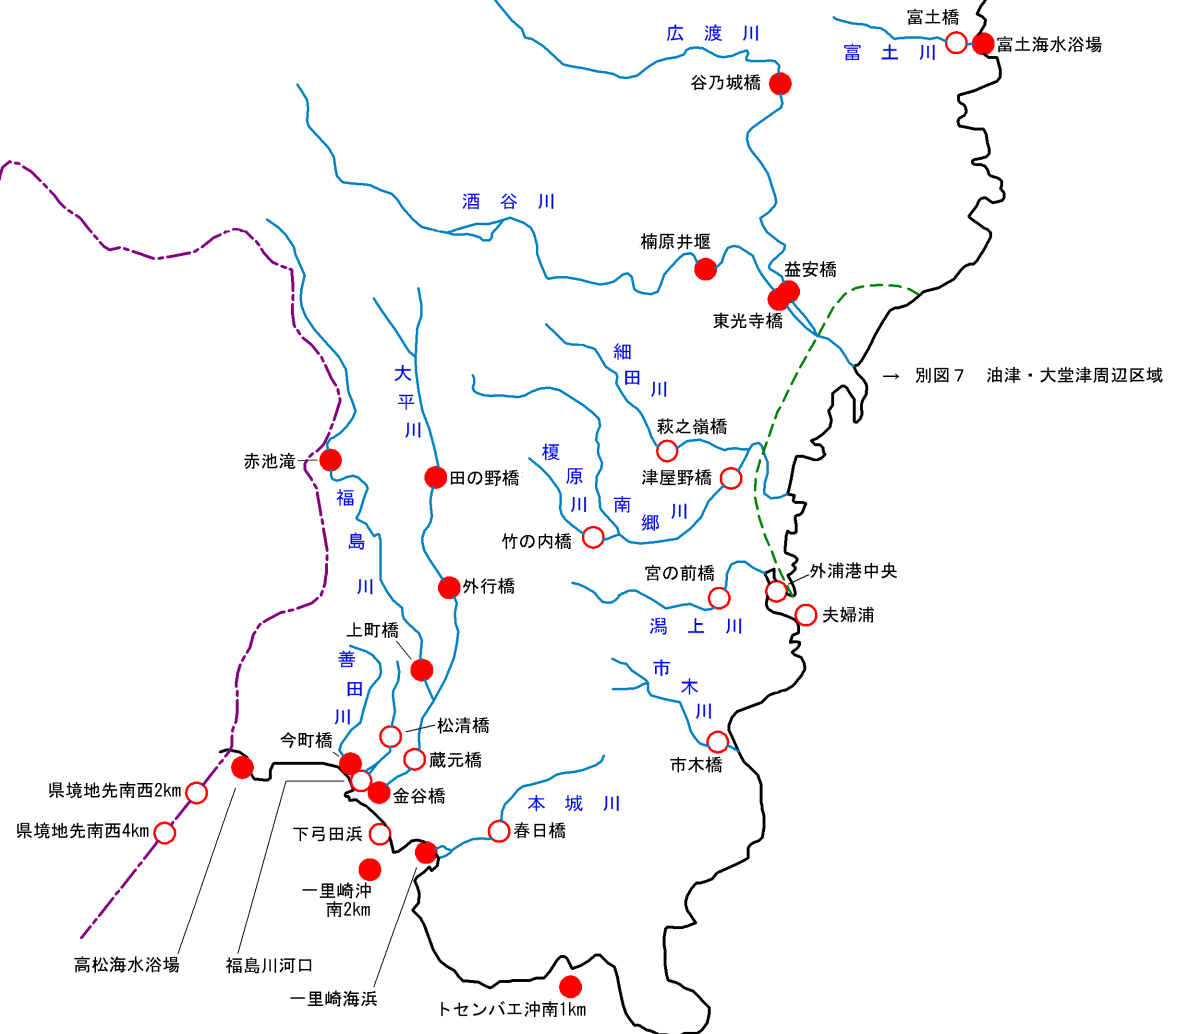 富土橋
広渡川
富土川
富土海水浴場
谷乃城橋
酒谷川
楠原井堰
益安橋
東光寺橋
細田川
→ 別図７　油津・大堂津周辺区域
大平川
萩之嶺橋
榎原川
赤池滝
田の野橋
津屋野橋
福島川
南郷川
竹の内橋
宮の前橋
外浦港中央
外行橋
夫婦浦
上町橋
潟上川
善田川
市木川
松清橋
今町橋
蔵元橋
市木橋
県境地先南西2km
金谷橋
本城川
県境地先南西4km
下弓田浜
春日橋
一里崎沖
南2km
高松海水浴場
福島川河口
一里崎海浜
トセンバエ沖南1km